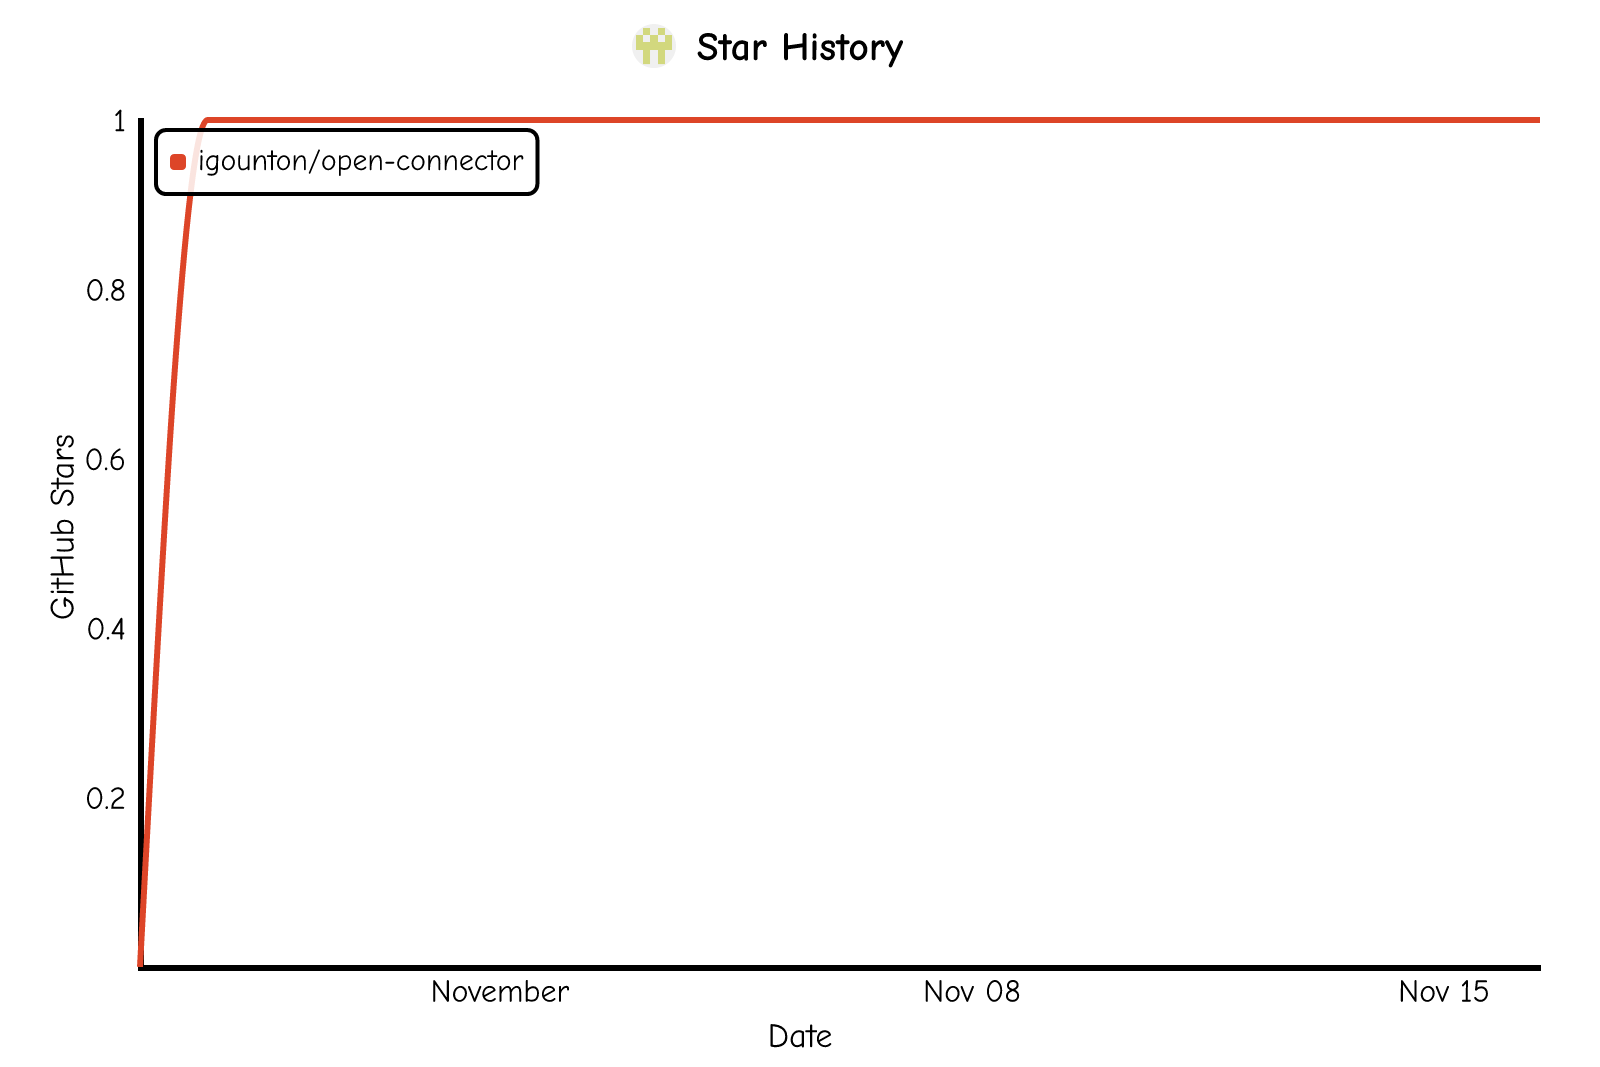 Star History
igounton/open-connector
1
0.8
0.6
0.4
0.2
GitHub Stars
November
Nov 08
Nov 15
Date